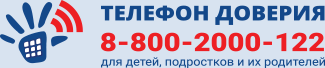 ТЕЛЕФОН ДОВЕРИЯ
8-800-2000-122
для детей, подростков и их родителей